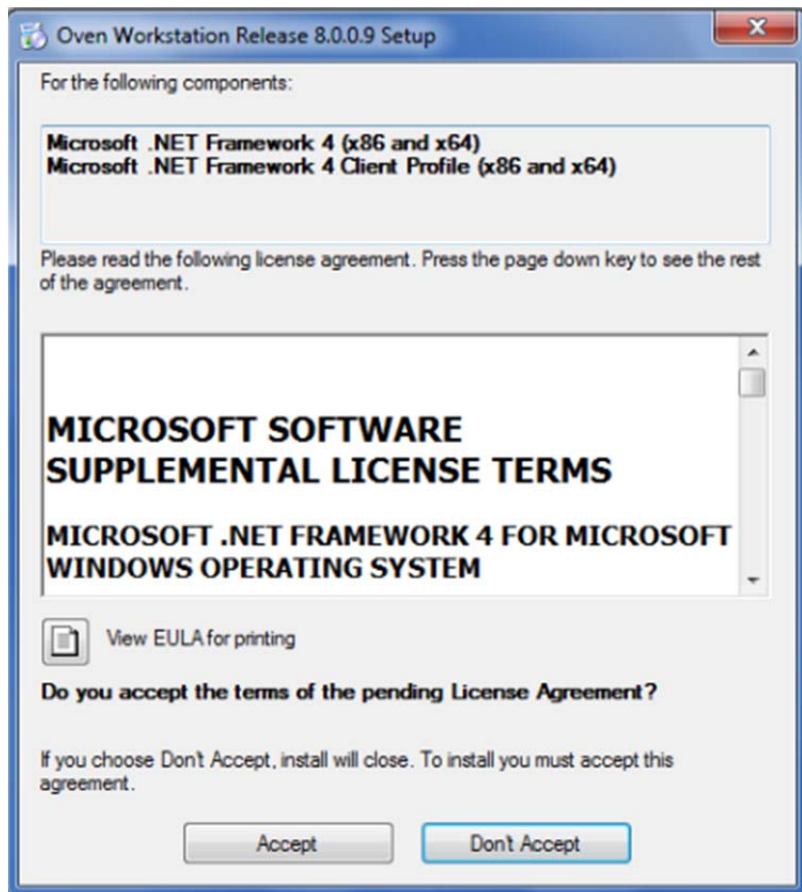 Oven Workstation Release 8.0.0.9 Setup
For the following components:
Microsoft .NET Framework 4 (x86 and x64)
Microsoft .NET Framework 4 Client Profile (x86 and x64)
Please read the following license agreement. Press the page down key to see the rest
of the agreement.
MICROSOFT SOFTWARE
SUPPLEMENTAL LICENSE TERMS
MICROSOFT .NET FRAMEWORK 4 FOR MICROSOFT
WINDOWS OPERATING SYSTEM
View EULA for printing
Do you accept the terms of the pending License Agreement?
If you choose Don't Accept, install will close. To install you must accept this
agreement.
Accept
Don't Accept